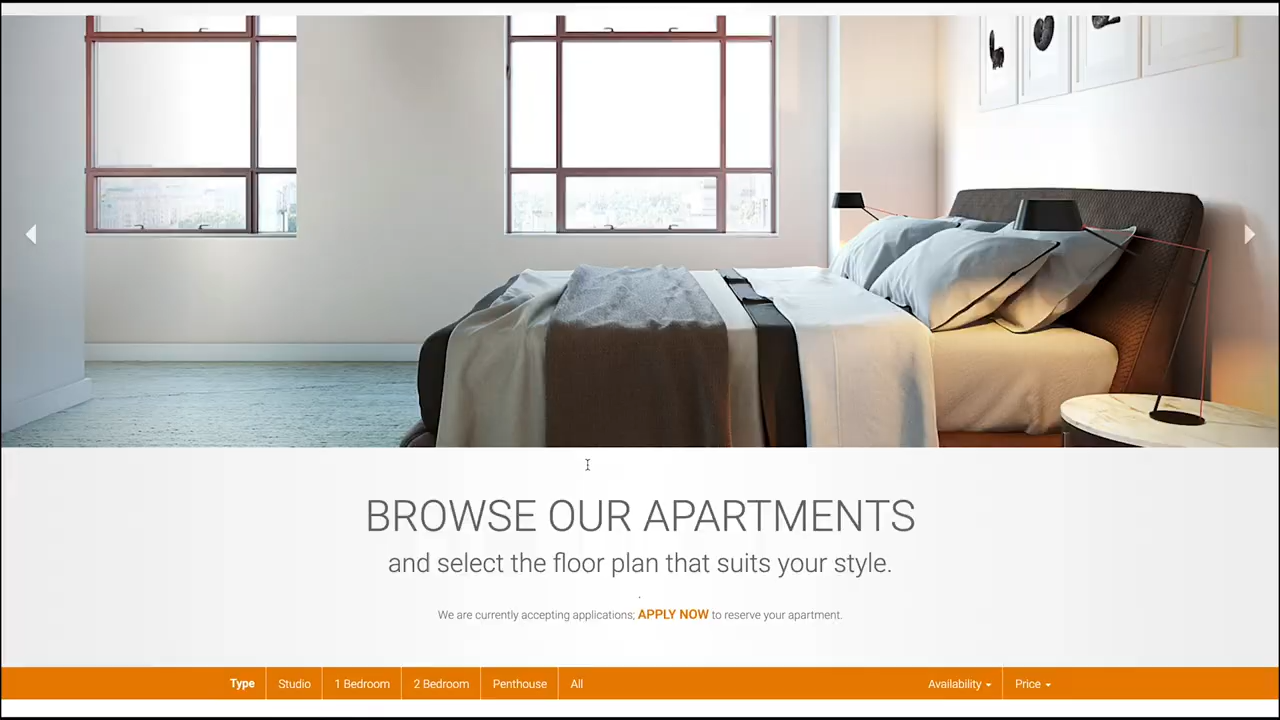 BROWSE OUR APARTMENTS
and select the floor plan that suits your style.
We are currently accepting applications; APPLY NOW to reserve your apartment.
Type Studio 1 Bedroom 2 Bedroom Penthouse All Availability Price